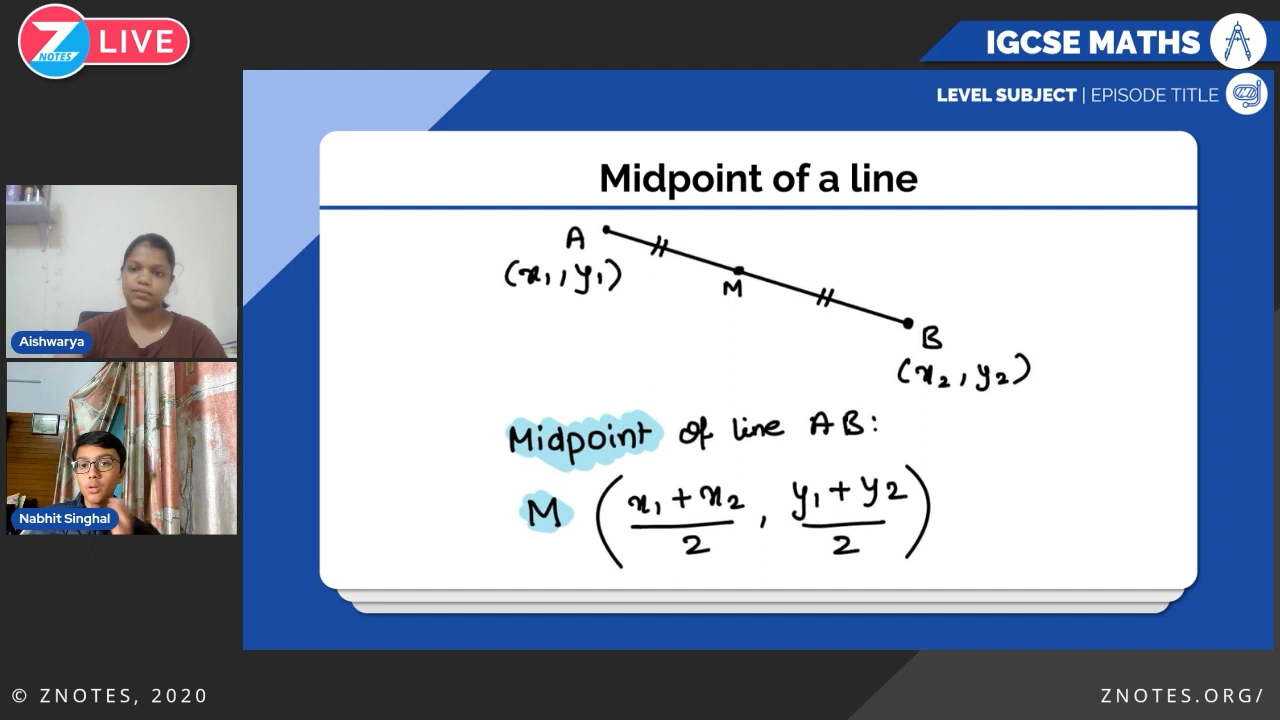 Z NOTES LIVE
IGCSE MATHS
LEVEL SUBJECT | EPISODE TITLE
Midpoint of a line
A
(x₁, y₁)
M
B
(x₂, y₂)
Midpoint of line AB:
M ( x₁ + x₂ / 2 , y₁ + y₂ / 2 )
Aishwarya
Nabhit Singhal
© ZNOTES, 2020
ZNOTES.ORG/